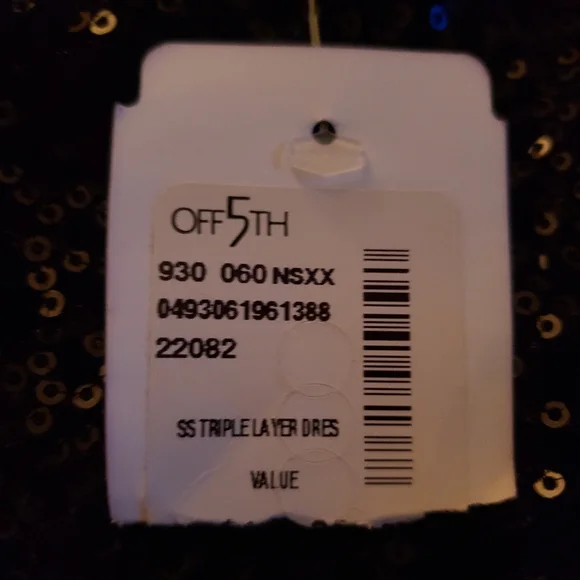 OFF5TH
930 060 NSXX
0493061961388
22082
SS TRIPLE LAYER DRES
VALUE